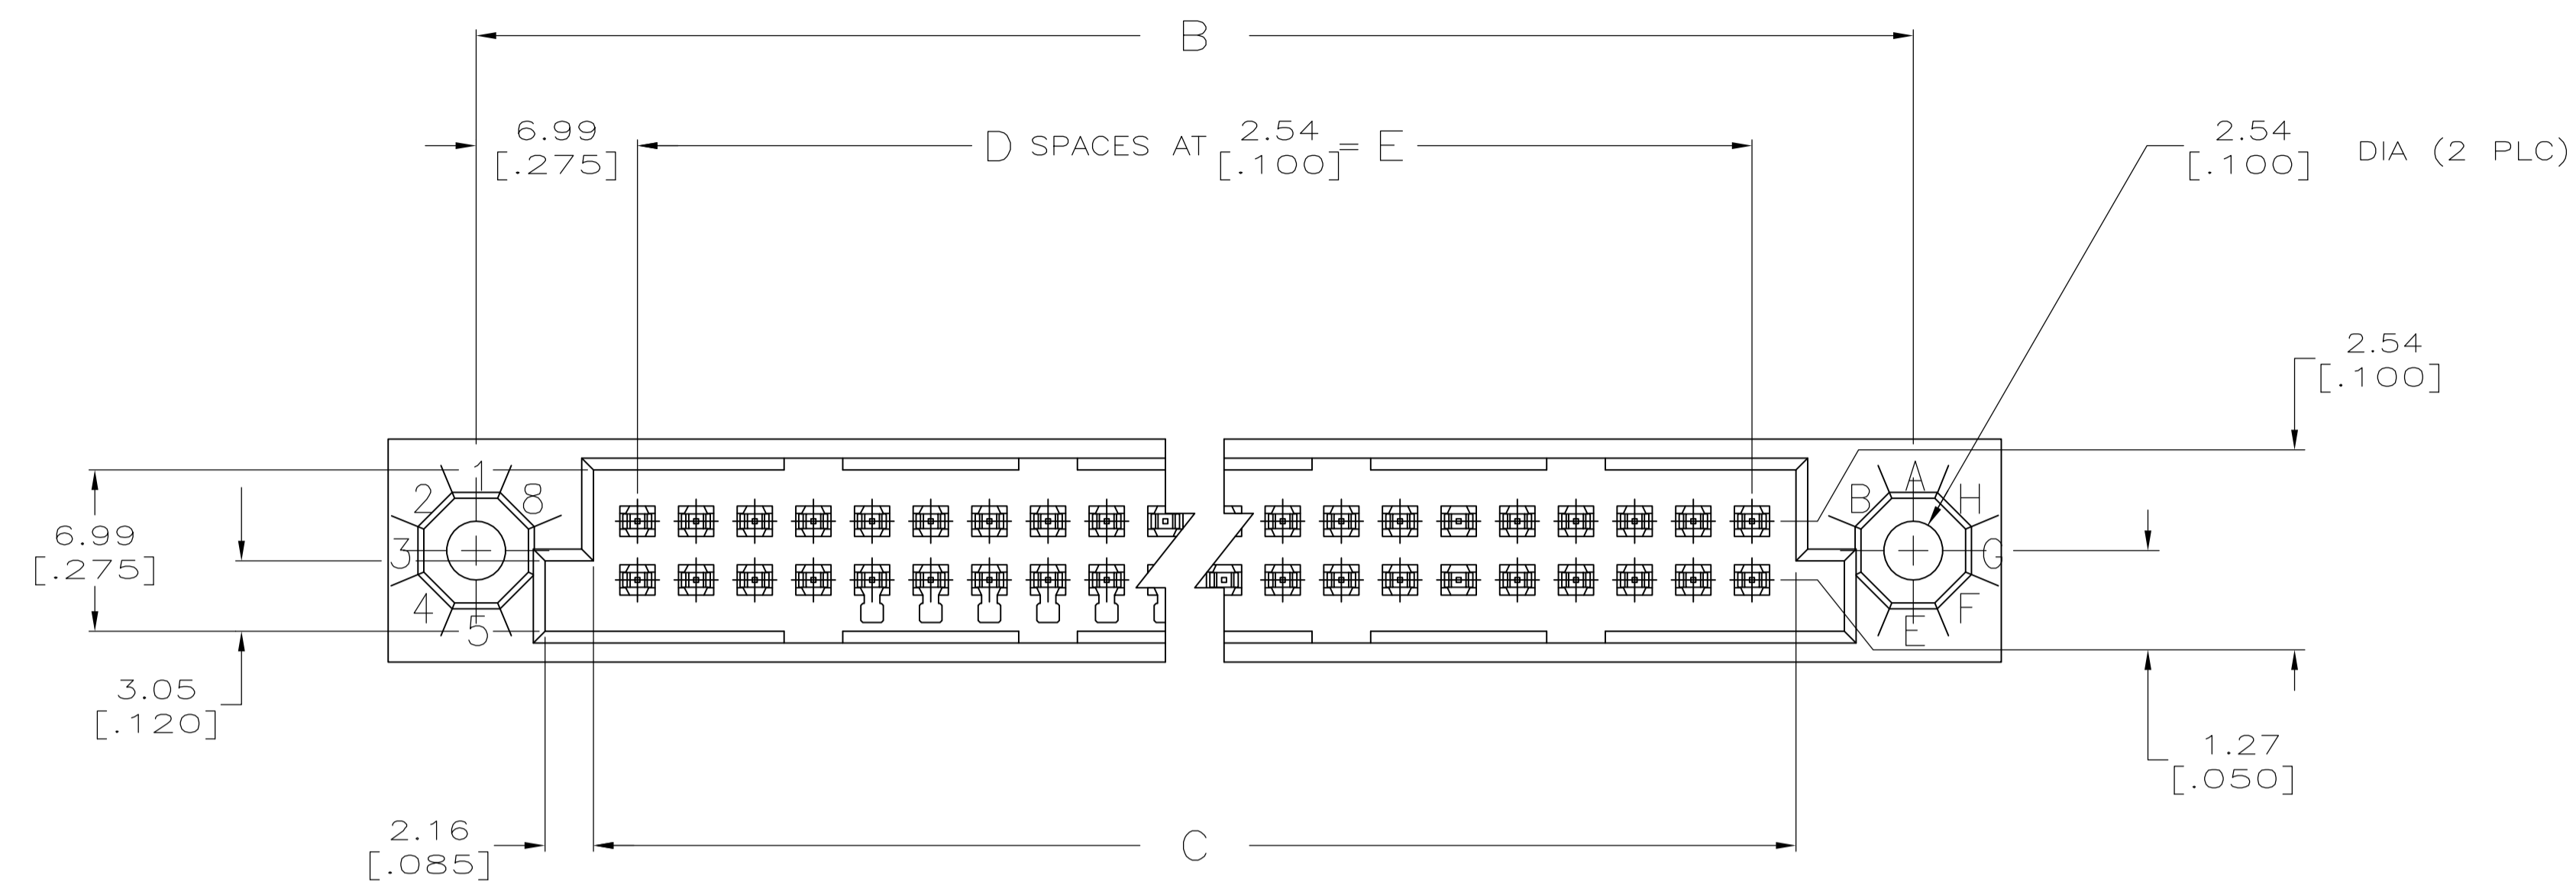 B
6.99
[.275]
D SPACES AT 2.54 = E
[.100]
2.54
[.100] DIA (2 PLC)
2.54
[.100]
1
2 8
3
4
5
A
B H
G
F
E
6.99
[.275]
3.05
[.120]
1.27
[.050]
2.16
[.085]
C